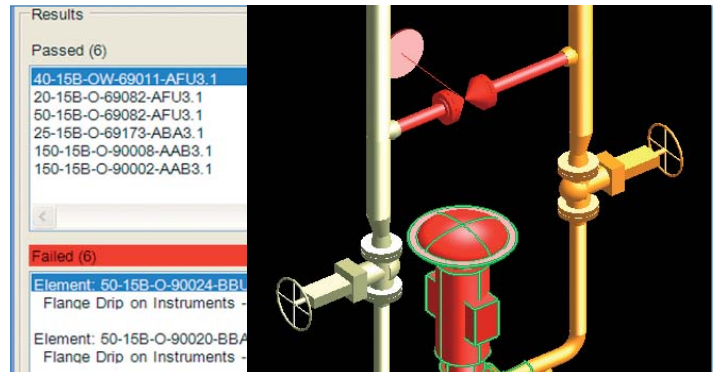 Results
Passed (6)
40-15B-OW-69011-AFU3.1
20-15B-O-69082-AFU3.1
50-15B-O-69082-AFU3.1
25-15B-O-69173-ABA3.1
150-15B-O-90008-AAB3.1
150-15B-O-90002-AAB3.1
Failed (6)
Element: 50-15B-O-90024-BBU
Flange Drip on Instruments -
Element: 50-15B-O-90020-BBA
Flange Drip on Instruments -